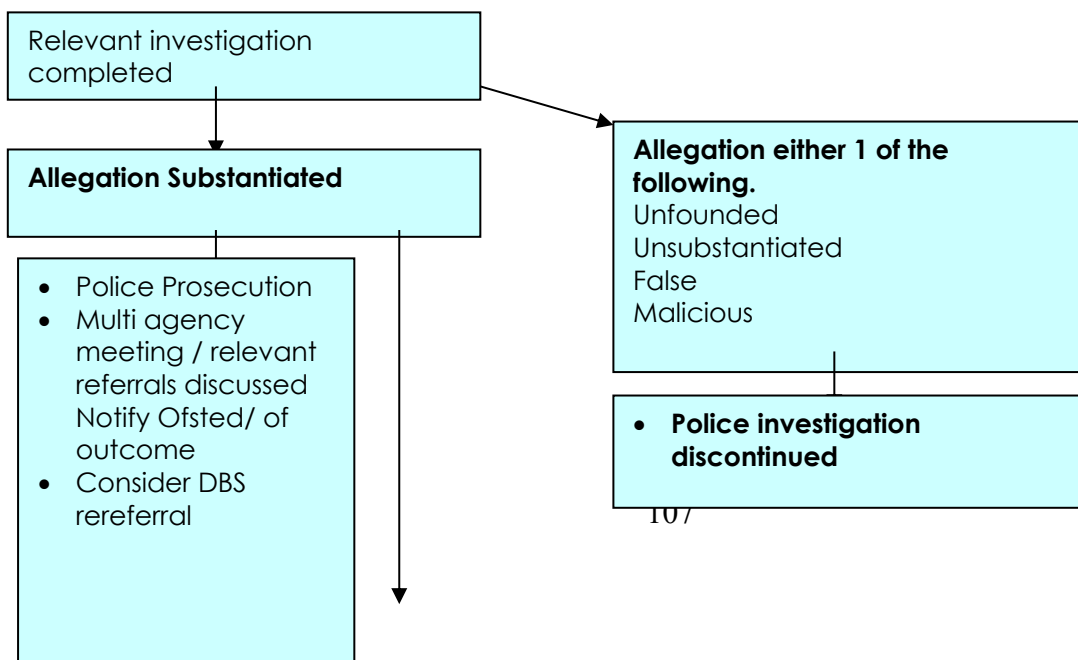 Relevant investigation
completed
Allegation Substantiated
• Police Prosecution
• Multi agency
meeting / relevant
referrals discussed
Notify Ofsted/ of
outcome
• Consider DBS
rereferral
Allegation either 1 of the
following.
Unfounded
Unsubstantiated
False
Malicious
• Police investigation
discontinued
107